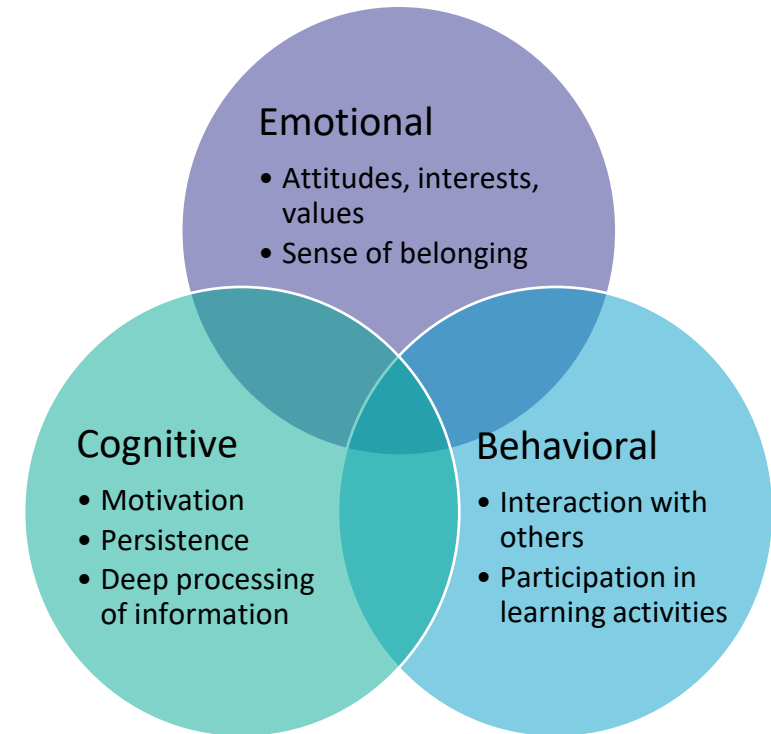 Emotional
• Attitudes, interests,
values
• Sense of belonging
Cognitive
• Motivation
• Persistence
• Deep processing
of information
Behavioral
• Interaction with
others
• Participation in
learning activities